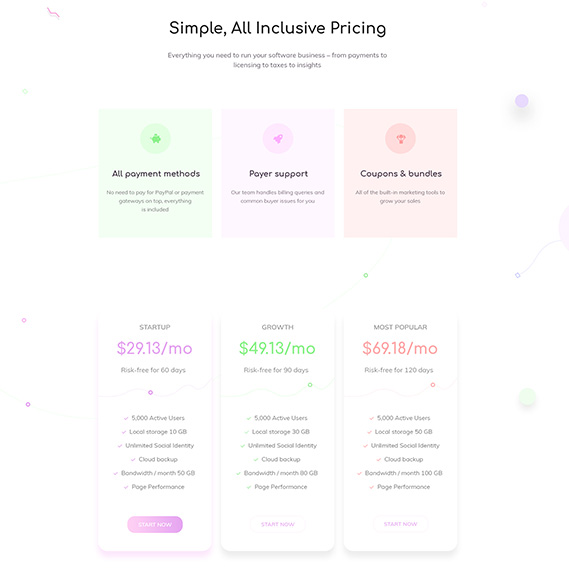 Simple, All Inclusive Pricing
Everything you need to run your software business – from payments to
licensing to taxes to insights
All payment methods
No need to pay for PayPal or payment
gateways on top, everything
is included
Payer support
Our team handles billing queries and
common buyer issues for you
Coupons & bundles
All of the built-in marketing tools to
grow your sales
STARTUP
$29.13/mo
Risk-free for 60 days
5,000 Active Users
Local storage 10 GB
Unlimited Social Identity
Cloud backup
Bandwidth / month 50 GB
Page Performance
START NOW
GROWTH
$49.13/mo
Risk-free for 90 days
5,000 Active Users
Local storage 30 GB
Unlimited Social Identity
Cloud backup
Bandwidth / month 80 GB
Page Performance
START NOW
MOST POPULAR
$69.18/mo
Risk-free for 120 days
5,000 Active Users
Local storage 50 GB
Unlimited Social Identity
Cloud backup
Bandwidth / month 100 GB
Page Performance
START NOW